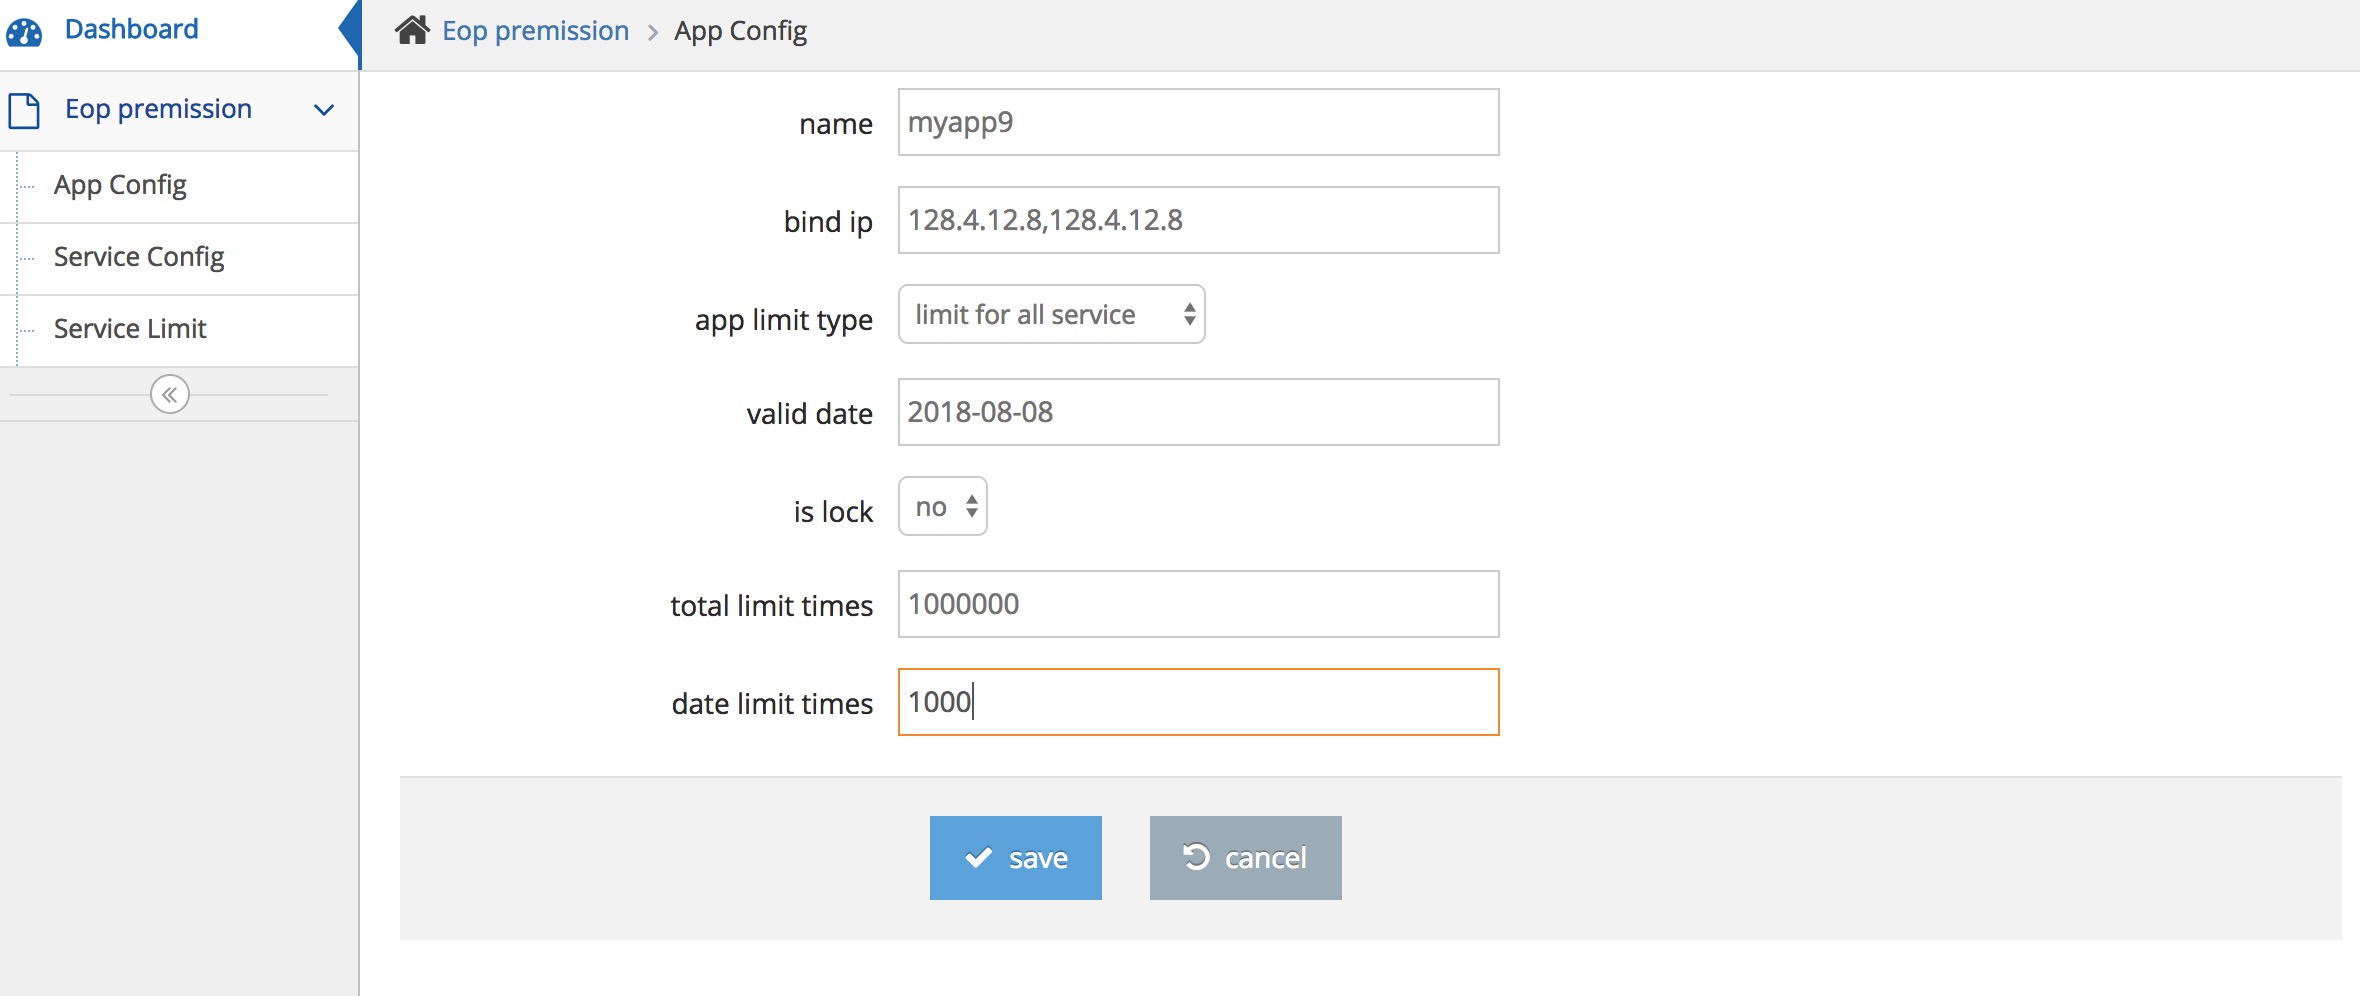 Dashboard
Eop premission
App Config
Service Config
Service Limit
Eop premission > App Config
name myapp9
bind ip 128.4.12.8,128.4.12.8
app limit type limit for all service
valid date 2018-08-08
is lock no
total limit times 1000000
date limit times 1000
save cancel